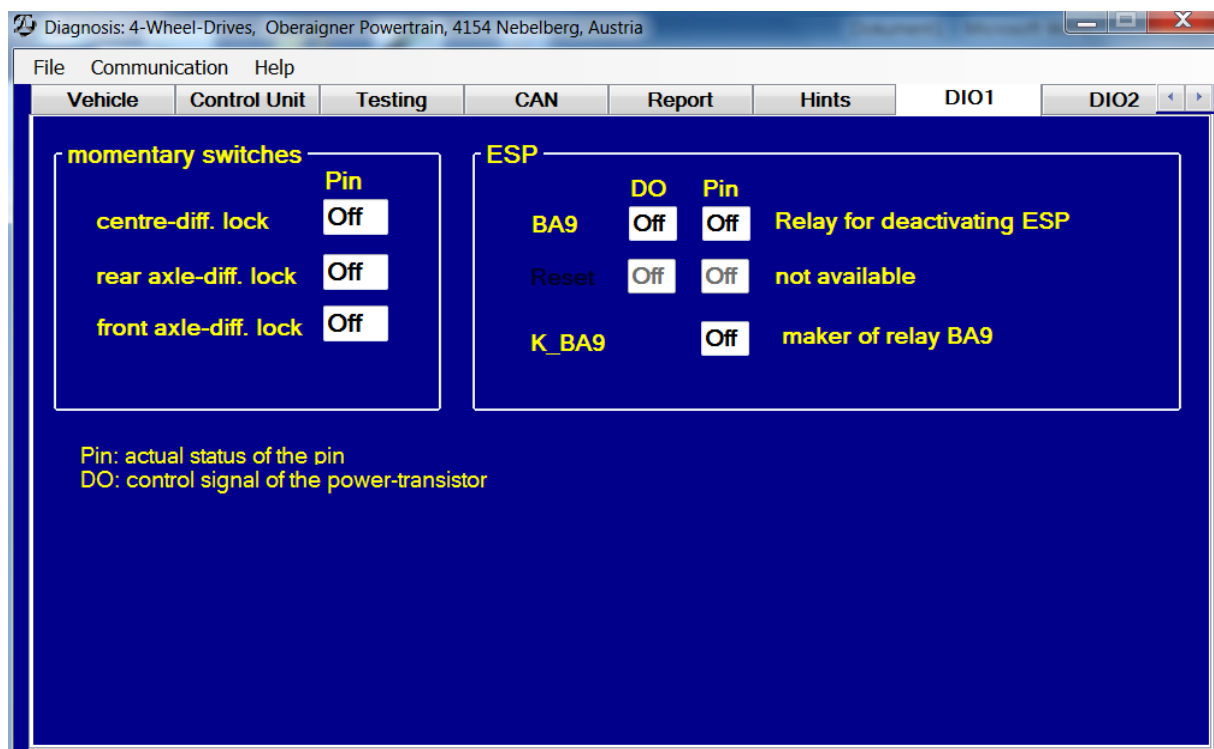 Diagnosis: 4-Wheel-Drives, Oberaigner Powertrain, 4154 Nebelberg, Austria
File Communication Help
Vehicle Control Unit Testing CAN Report Hints DIO1 DIO2
momentary switches
Pin
centre-diff. lock Off
rear axle-diff. lock Off
front axle-diff. lock Off
ESP
DO Pin
BA9 Off Off Relay for deactivating ESP
Reset Off Off not available
K_BA9 Off maker of relay BA9
Pin: actual status of the pin
DO: control signal of the power-transistor